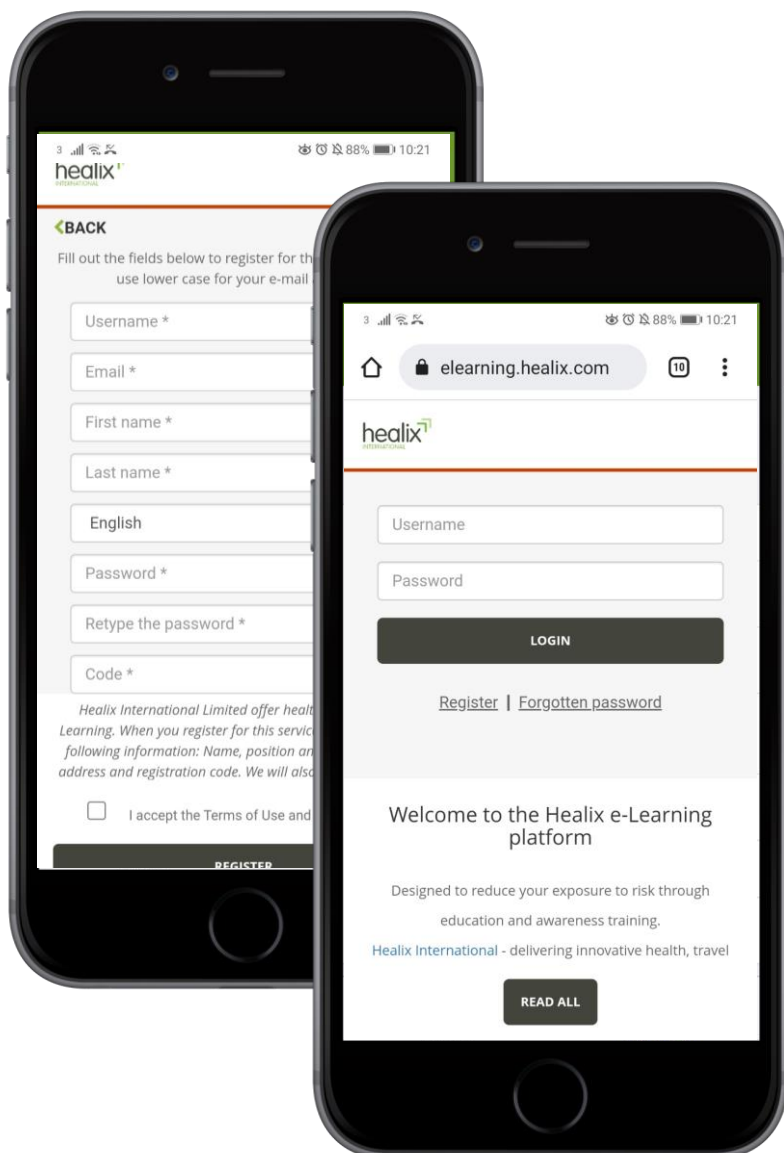 3 88% 10:21
healix
INTERNATIONAL
BACK
Fill out the fields below to register for th
use lower case for your e-mail
Username *
Email *
First name *
Last name *
English
Password *
Retype the password *
Code *
Healix International Limited offer healt
Learning. When you register for this servic
following information: Name, position an
address and registration code. We will also
I accept the Terms of Use and
REGISTER
3 88% 10:21
elearning.healix.com 10
healix
INTERNATIONAL
Username
Password
LOGIN
Register | Forgotten password
Welcome to the Healix e-Learning
platform
Designed to reduce your exposure to risk through
education and awareness training.
Healix International - delivering innovative health, travel
READ ALL